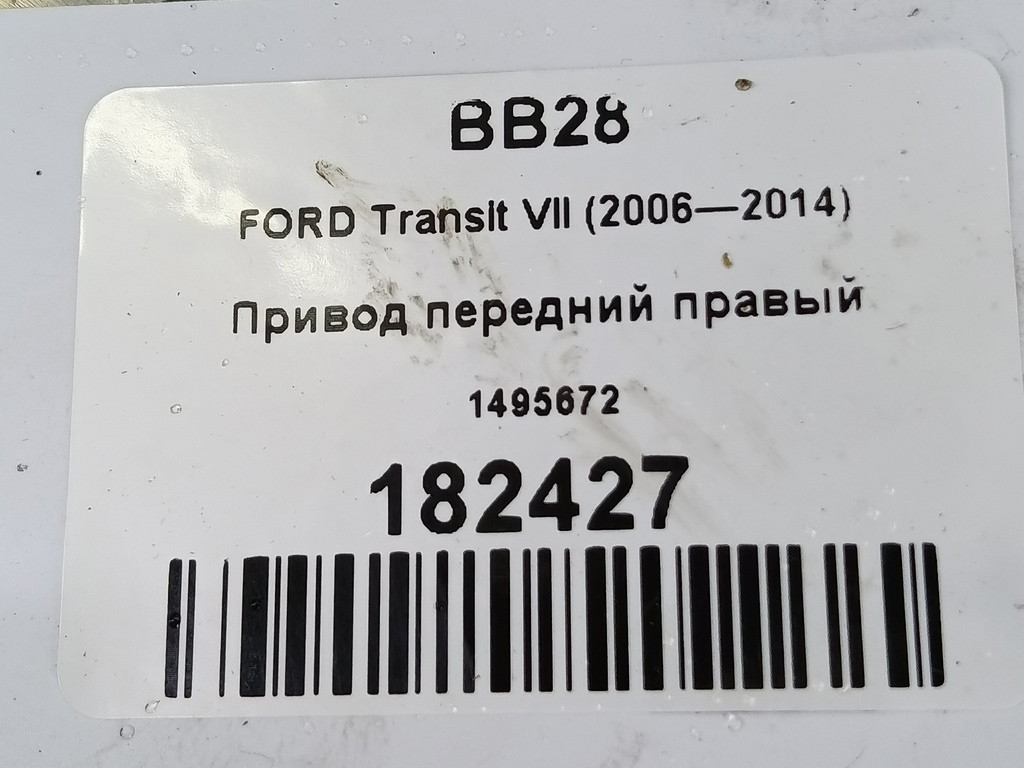 BB28
FORD Transit VII (2006—2014)
Привод передний правый
1495672
182427